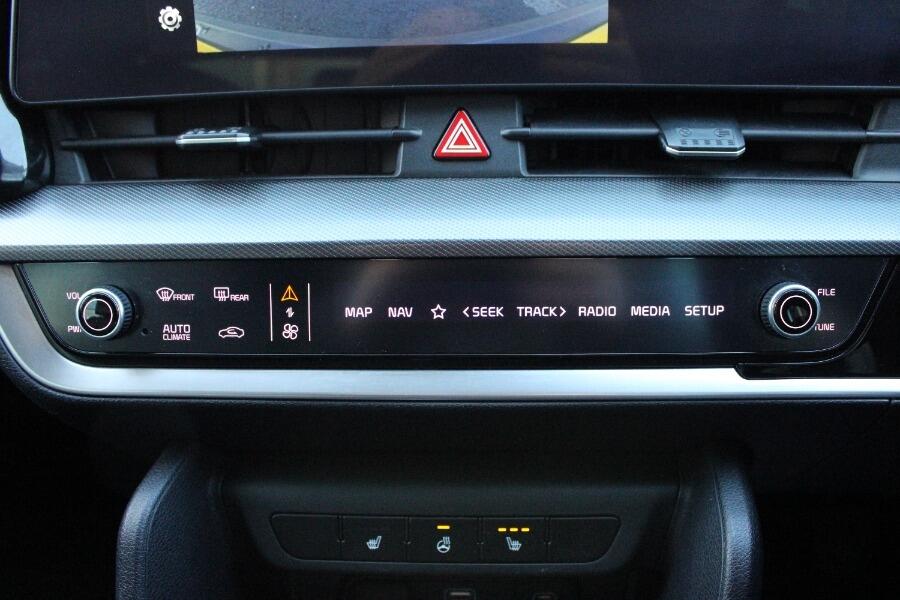 VOL
PWR
FRONT
REAR
AUTO
CLIMATE
MAP NAV <SEEK TRACK> RADIO MEDIA SETUP
FILE
TUNE